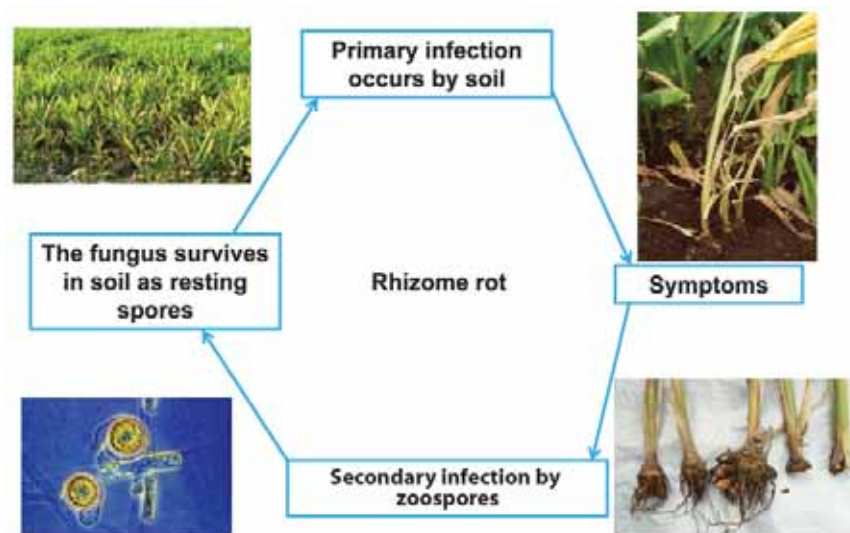 Primary infection
occurs by soil
The fungus survives
in soil as resting
spores
Rhizome rot
Symptoms
Secondary infection by
zoospores